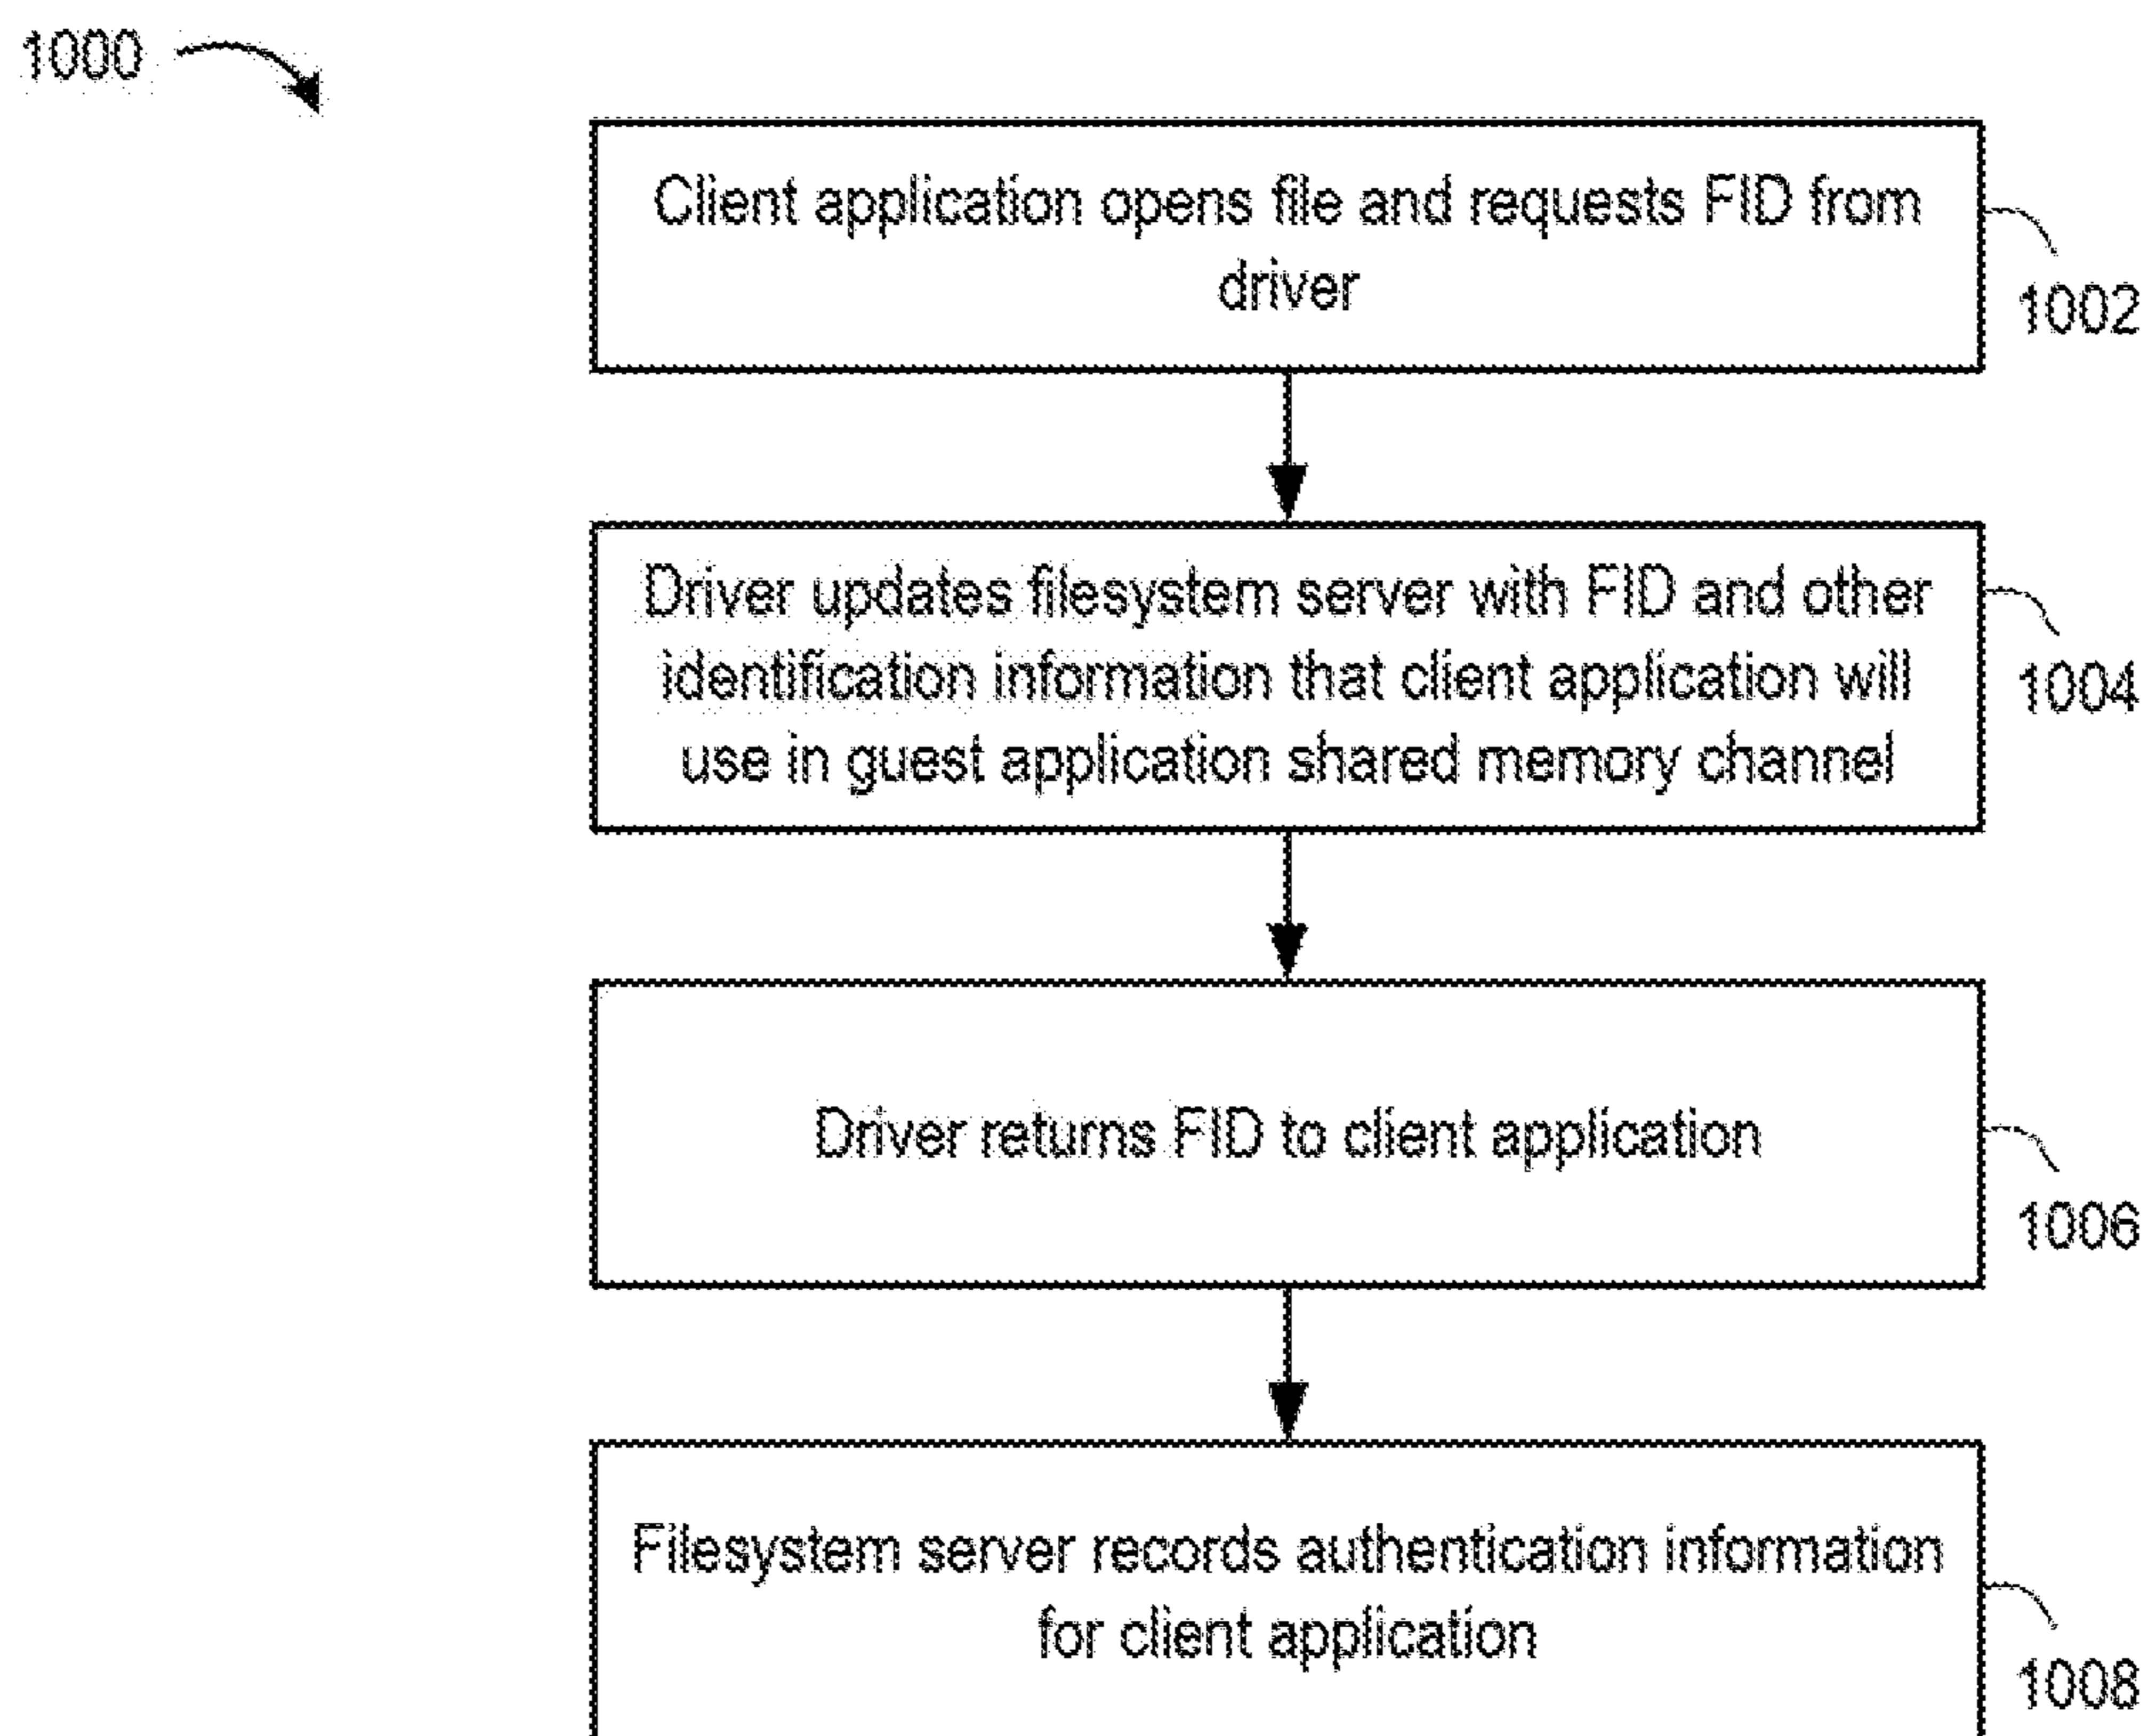 1000
Client application opens file and requests FID from
driver
1002
Driver updates filesystem server with FID and other
identification information that client application will
use in guest application shared memory channel
1004
Driver returns FID to client application
1006
Filesystem server records authentication information
for client application
1008